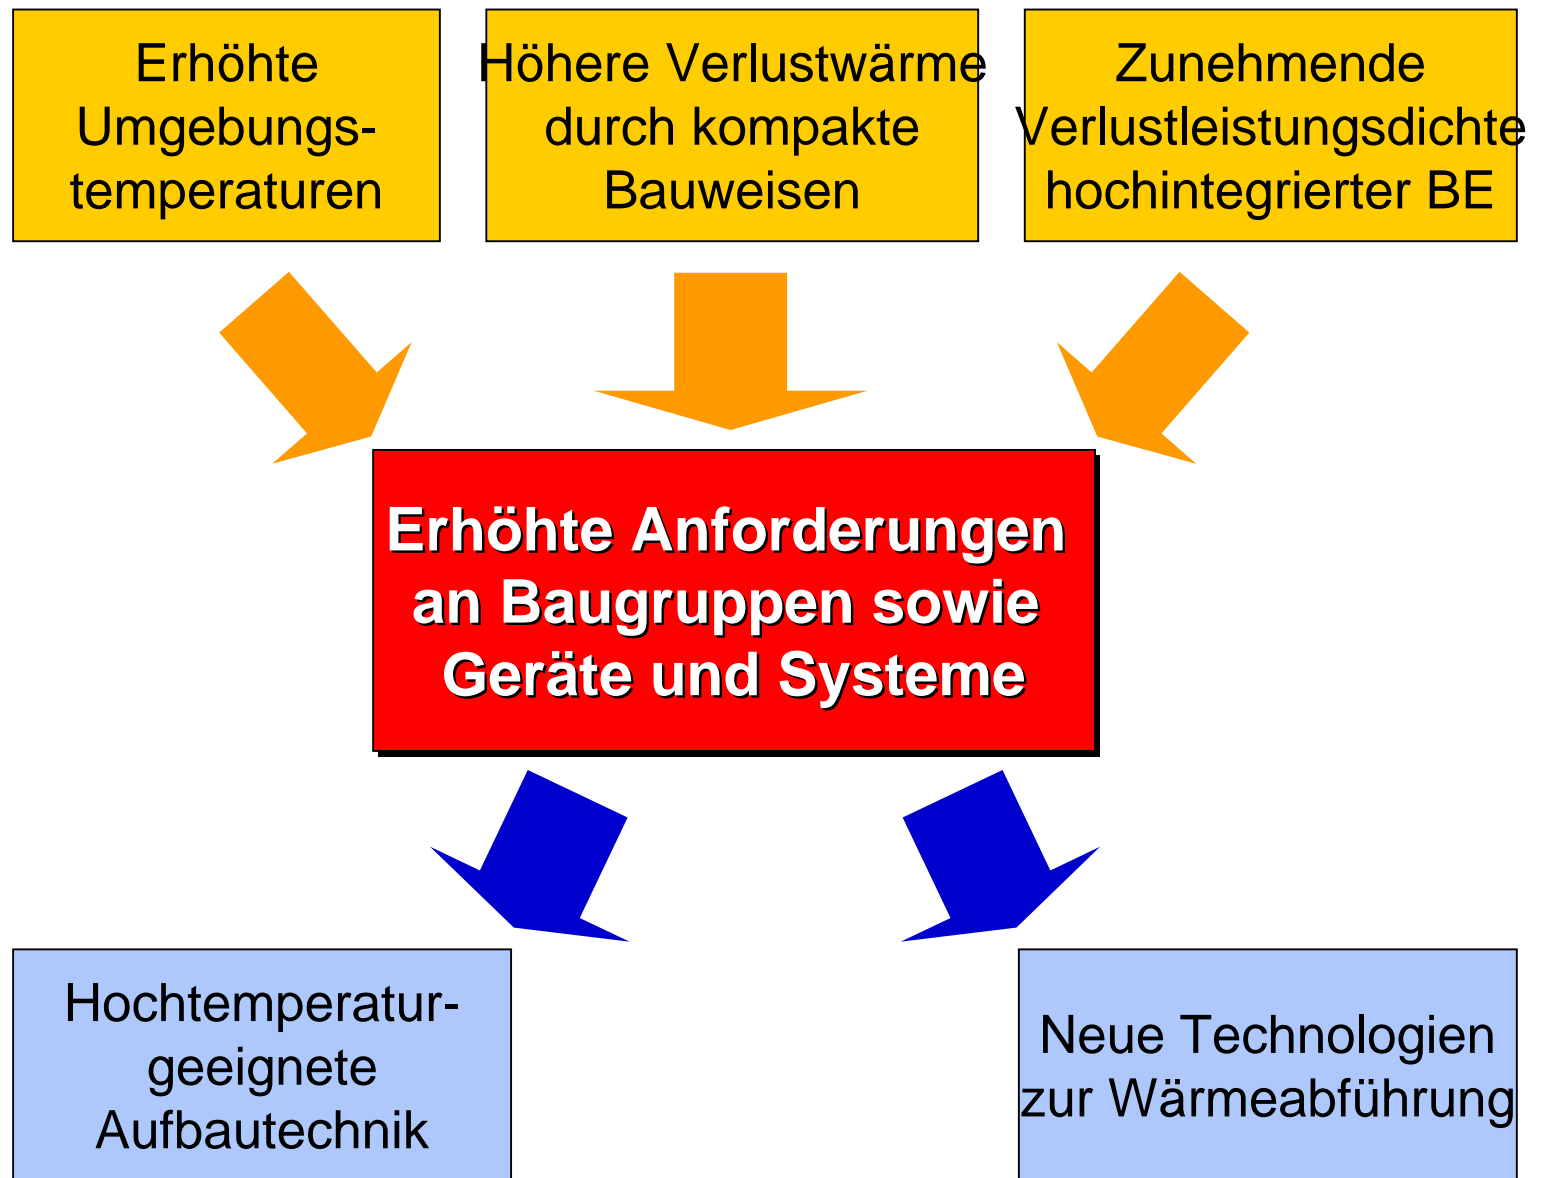 Erhöhte
Umgebungs-
temperaturen
Höhere Verlustwärme
durch kompakte
Bauweisen
Zunehmende
Verlustleistungsdichte
hochintegrierter BE
Erhöhte Anforderungen
an Baugruppen sowie
Geräte und Systeme
Hochtemperatur-
geeignete
Aufbautechnik
Neue Technologien
zur Wärmeabführung